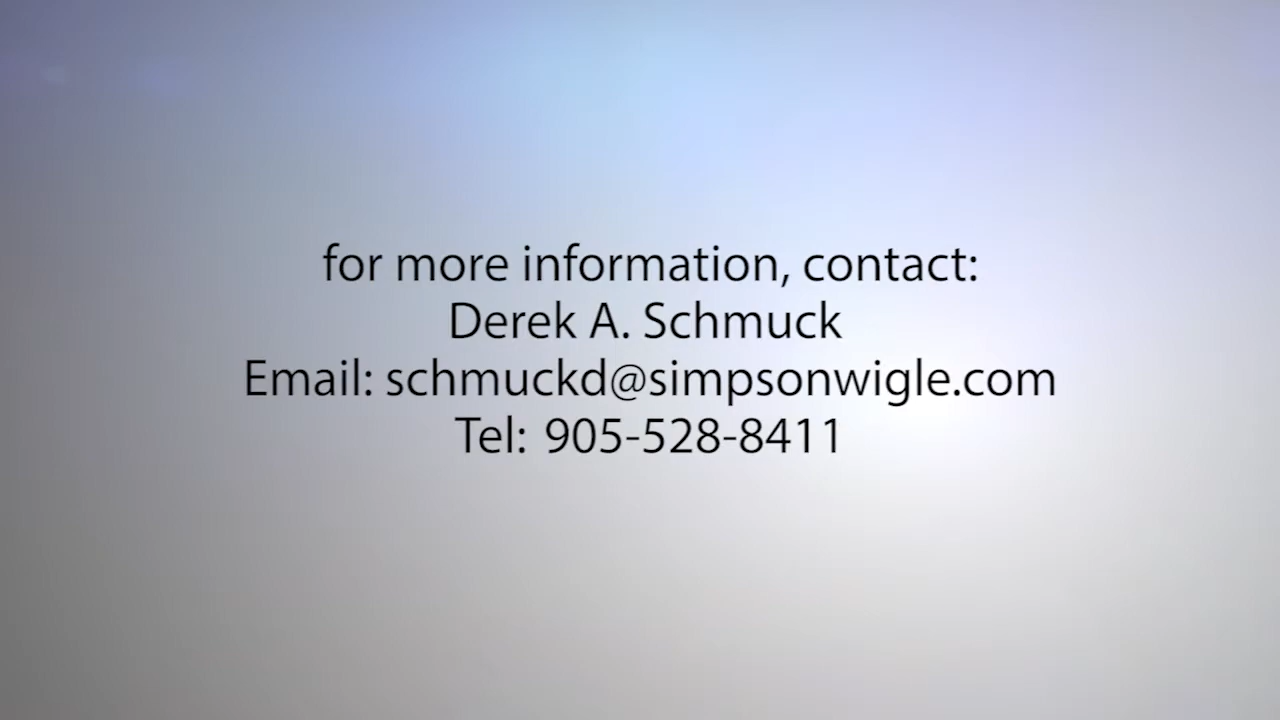 for more information, contact:
Derek A. Schmuck
Email: schmuckd@simpsonwigle.com
Tel: 905-528-8411